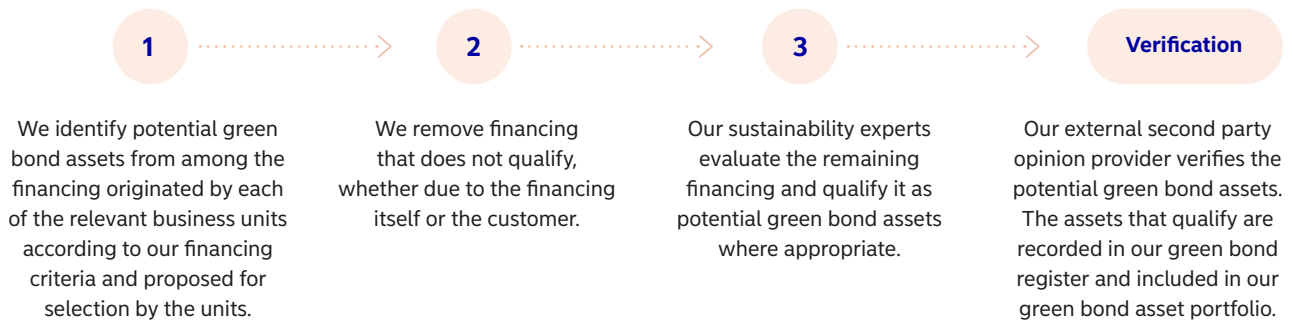 1
We identify potential green
bond assets from among the
financing originated by each
of the relevant business units
according to our financing
criteria and proposed for
selection by the units.
2
We remove financing
that does not qualify,
whether due to the financing
itself or the customer.
3
Our sustainability experts
evaluate the remaining
financing and qualify it as
potential green bond assets
where appropriate.
Verification
Our external second party
opinion provider verifies the
potential green bond assets.
The assets that qualify are
recorded in our green bond
register and included in our
green bond asset portfolio.